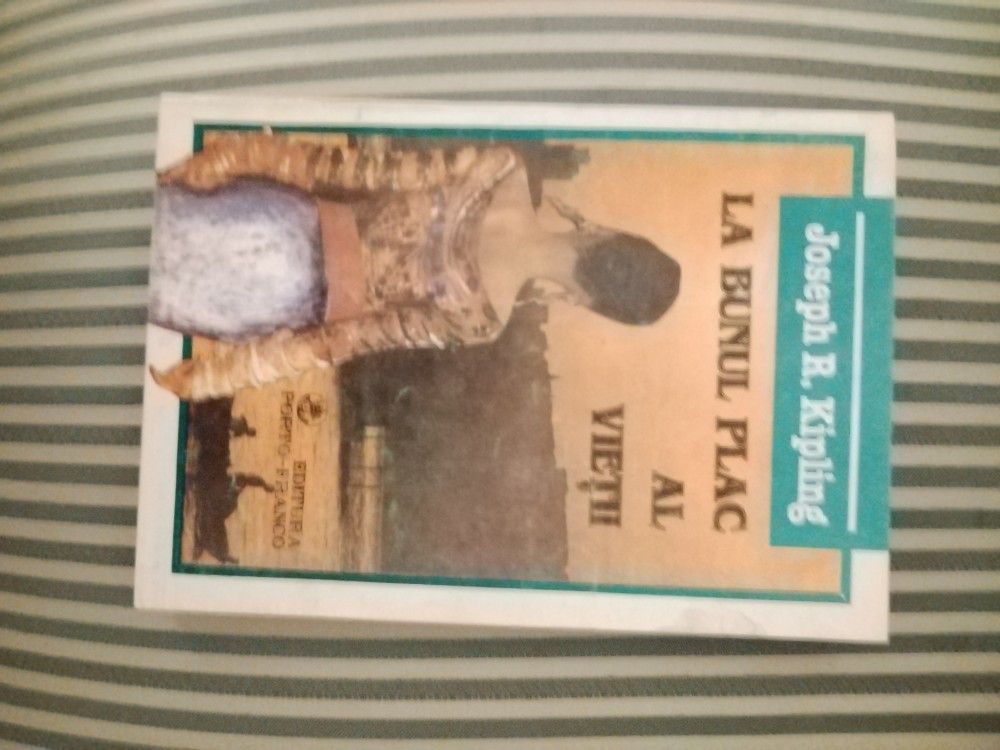 Joseph R. Kipling
LA BUNUL PLAC
AL
VIEȚII
EDITURA
PORTO-FRANCO